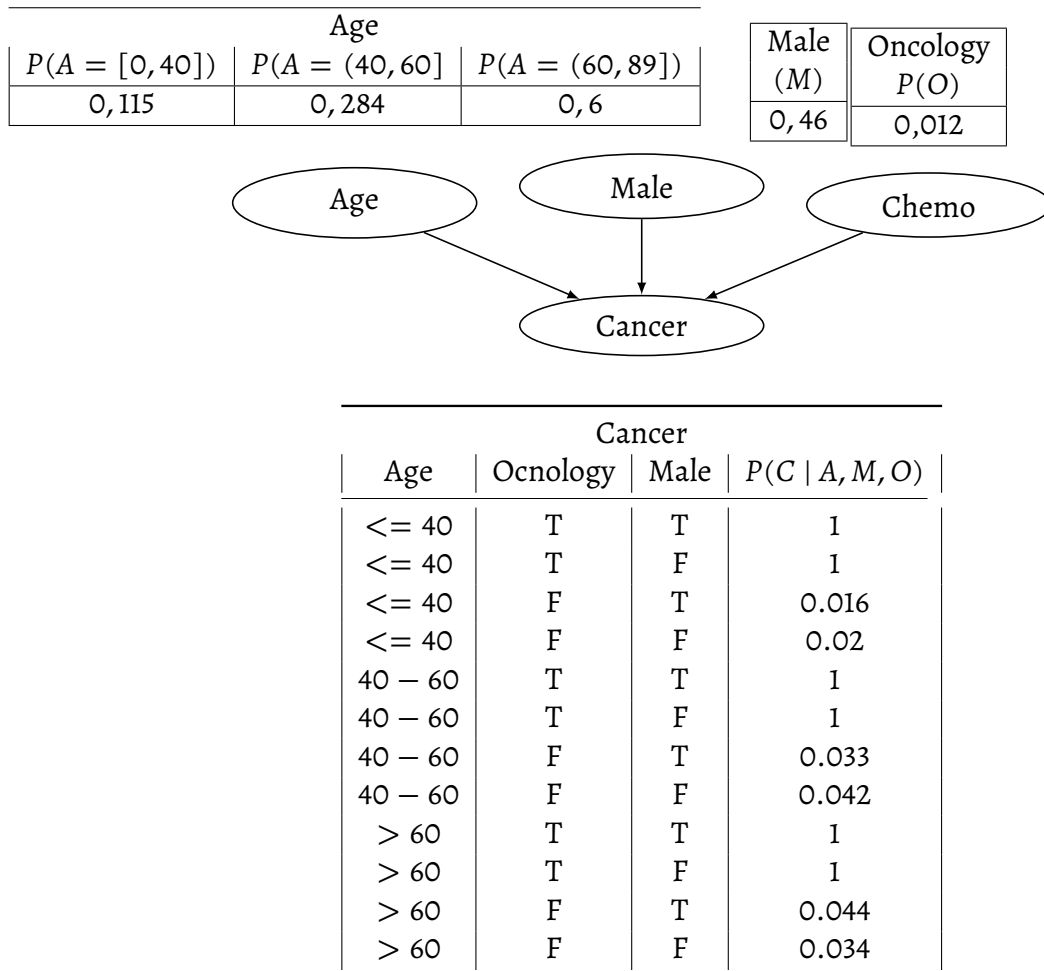 Age
P(A = [0, 40]) P(A = (40, 60] P(A = (60, 89])
0, 115 0, 284 0, 6
Male
(M)
0, 46
Oncology
P(O)
0,012
Age
Male
Chemo
Cancer
Cancer
Age Ocnology Male P(C | A, M, O)
<= 40 T T 1
<= 40 T F 1
<= 40 F T 0.016
<= 40 F F 0.02
40 − 60 T T 1
40 − 60 T F 1
40 − 60 F T 0.033
40 − 60 F F 0.042
> 60 T T 1
> 60 T F 1
> 60 F T 0.044
> 60 F F 0.034